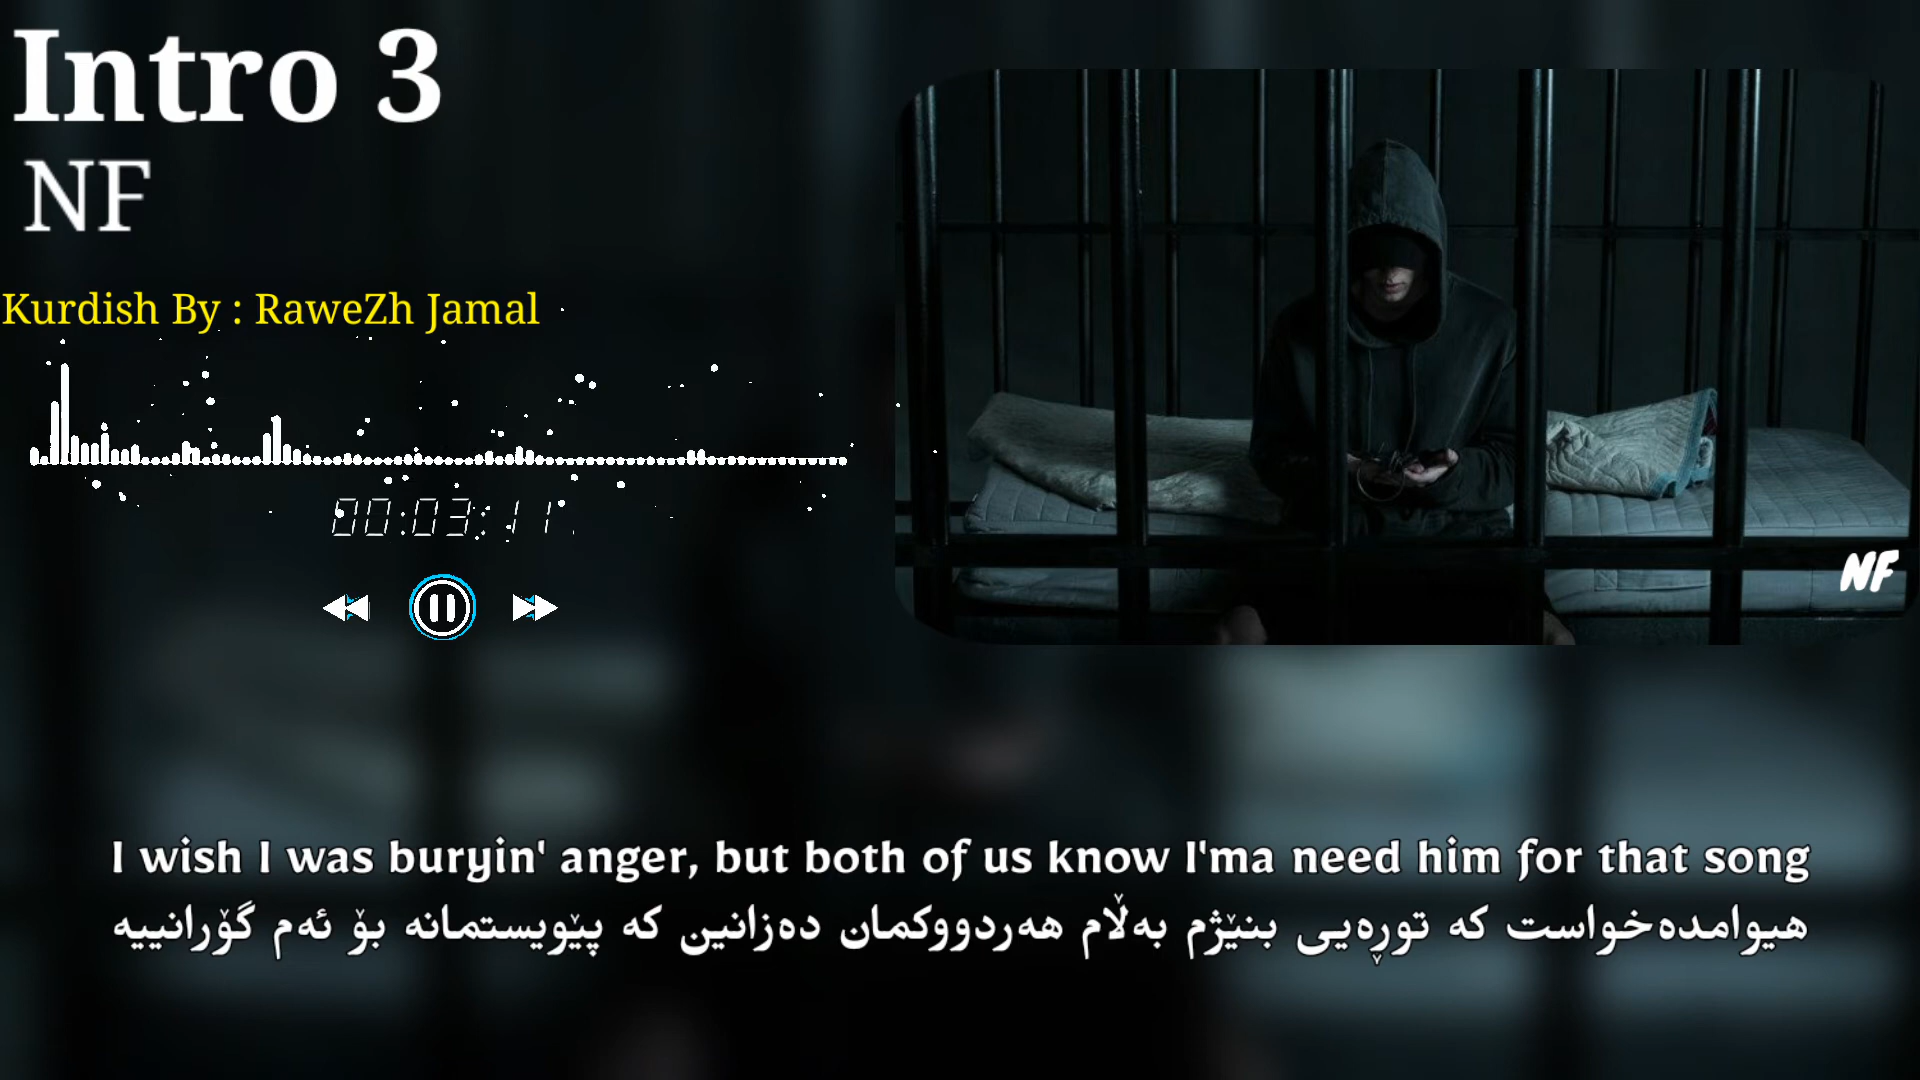 Intro 3
NF
Kurdish By : RaweZh Jamal
00:03:11
NF
I wish I was buryin' anger, but both of us know I'ma need him for that song
هیوامدەخواست کە توڕەیی بنێژم بەڵام هەردووکمان دەزانین کە پێویستمانە بۆ ئەم گۆرانییە